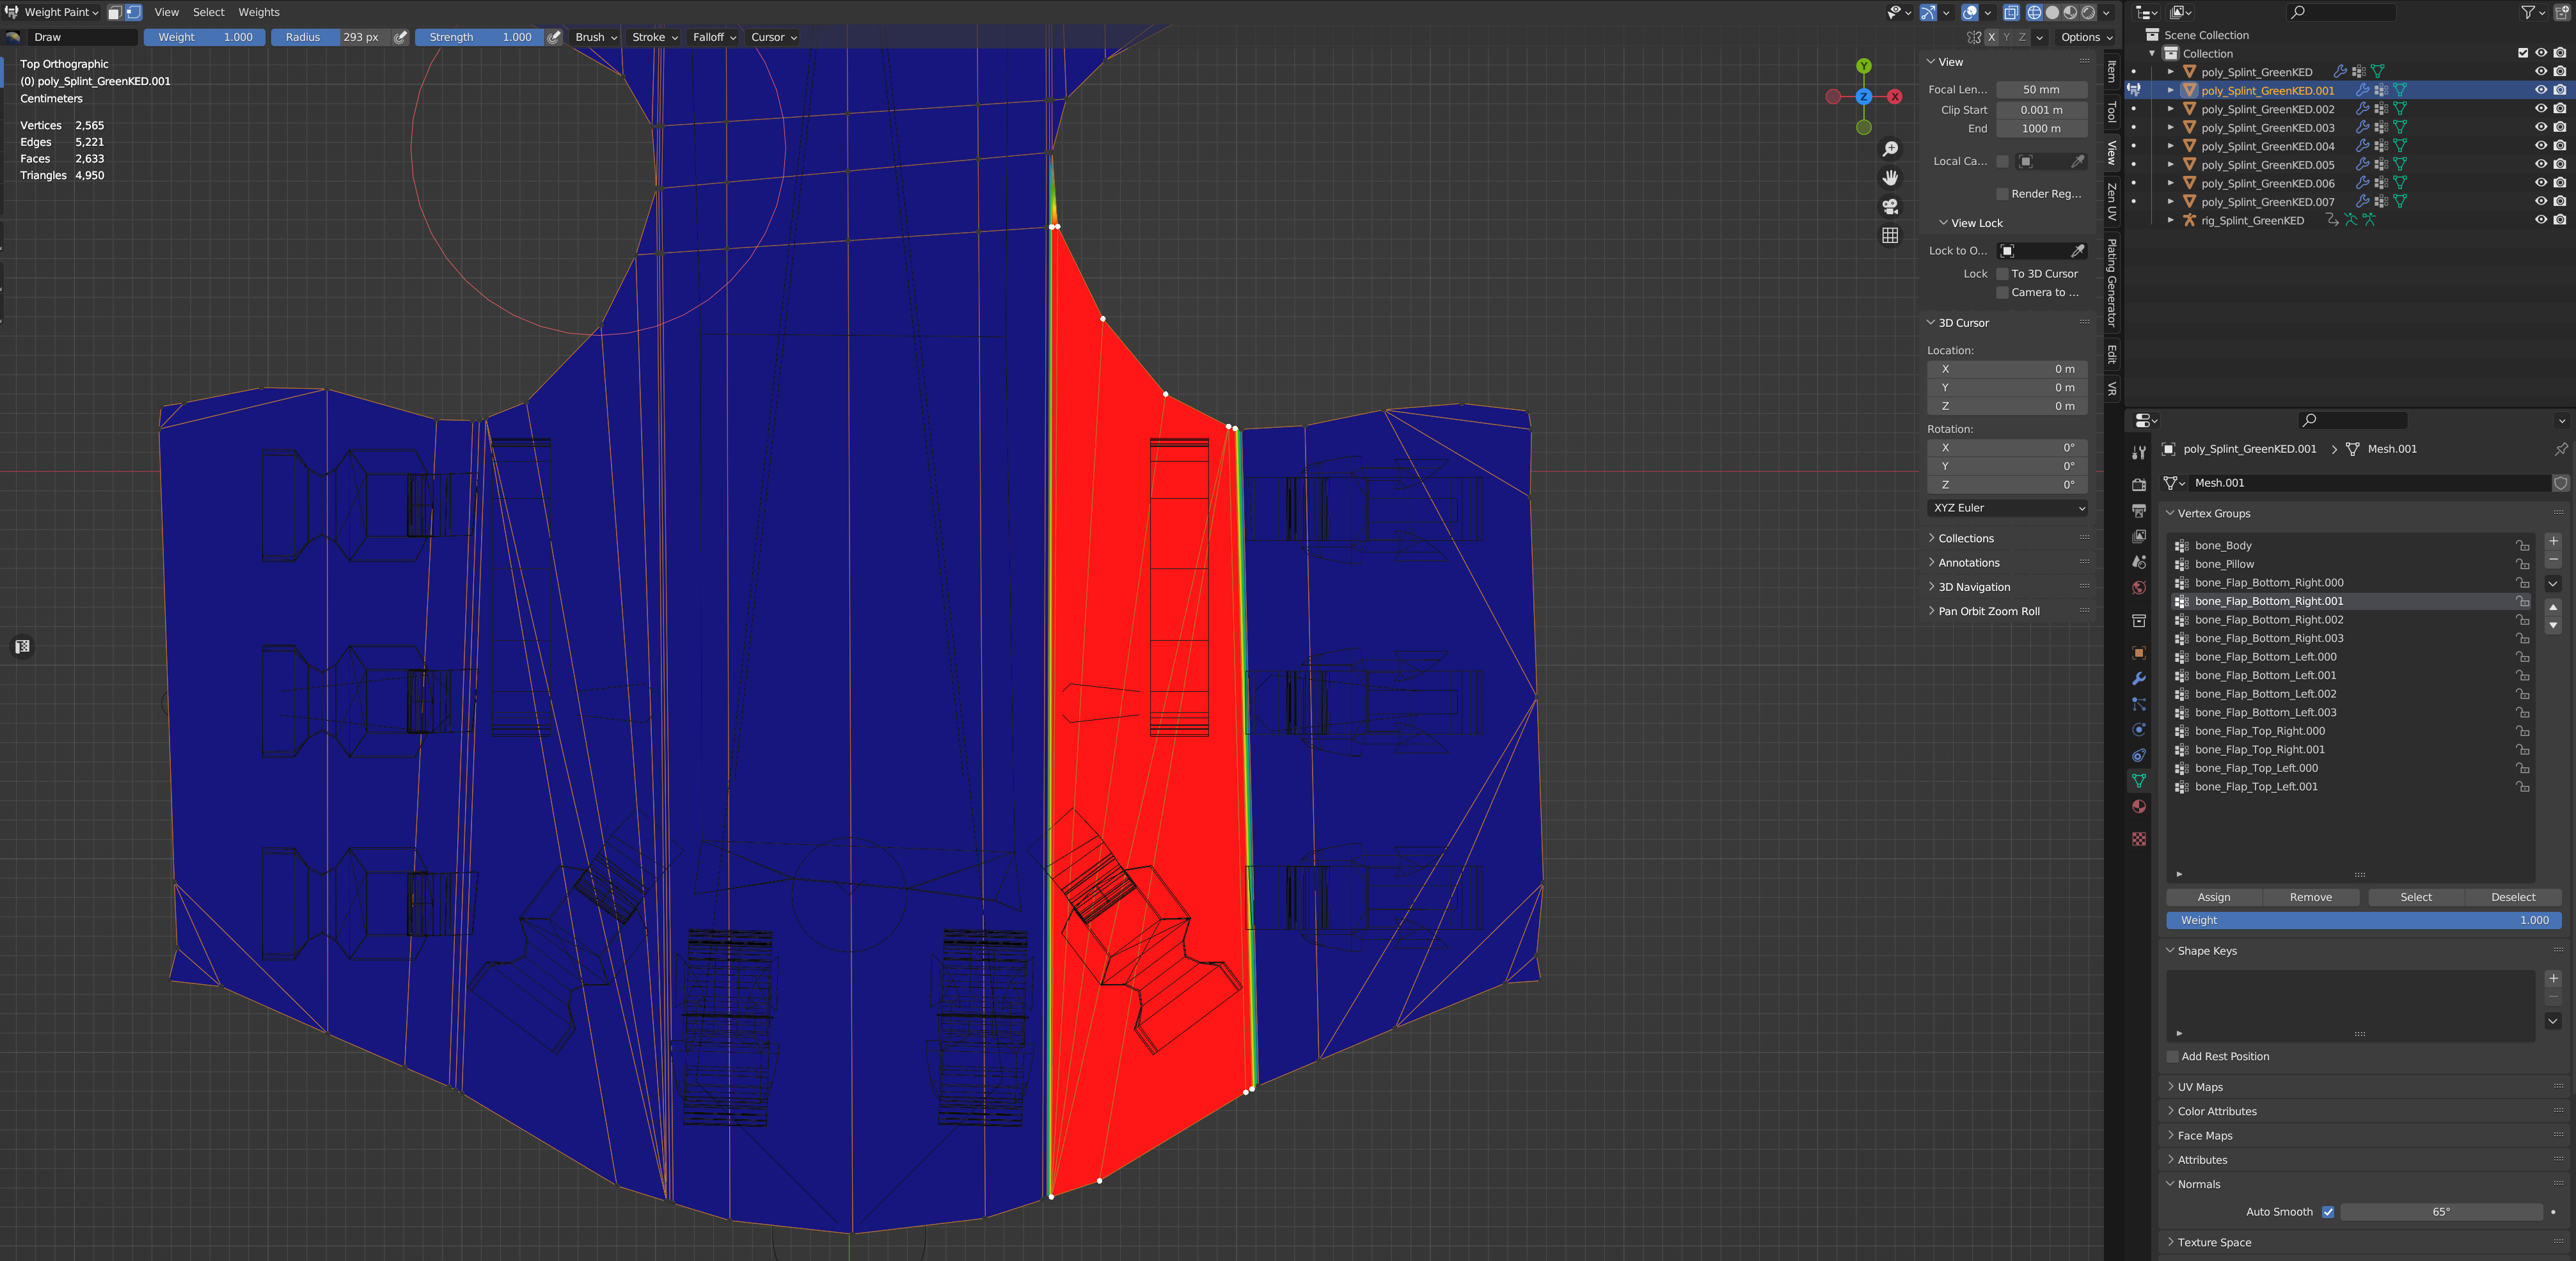 Weight Paint View Select Weights
Draw Weight 1.000 Radius 293 px Strength 1.000 Brush Stroke Falloff Cursor X Y Z Options
Top Orthographic
(0) poly_Splint_GreenKED.001
Centimeters
Vertices 2,565
Edges 5,221
Faces 2,633
Triangles 4,950
Y
Z X
View
Focal Len... 50 mm
Clip Start 0.001 m
End 1000 m
Local Ca...
Render Reg...
View Lock
Lock to O...
Lock To 3D Cursor
Camera to ...
3D Cursor
Location:
X 0 m
Y 0 m
Z 0 m
Rotation:
X 0°
Y 0°
Z 0°
XYZ Euler
Collections
Annotations
3D Navigation
Pan Orbit Zoom Roll
Item
Tool
View
Zen UV
Plating Generator
Edit
VR
Scene Collection
Collection
poly_Splint_GreenKED
poly_Splint_GreenKED.001
poly_Splint_GreenKED.002
poly_Splint_GreenKED.003
poly_Splint_GreenKED.004
poly_Splint_GreenKED.005
poly_Splint_GreenKED.006
poly_Splint_GreenKED.007
rig_Splint_GreenKED
poly_Splint_GreenKED.001 Mesh.001
Mesh.001
Vertex Groups
bone_Body
bone_Pillow
bone_Flap_Bottom_Right.000
bone_Flap_Bottom_Right.001
bone_Flap_Bottom_Right.002
bone_Flap_Bottom_Right.003
bone_Flap_Bottom_Left.000
bone_Flap_Bottom_Left.001
bone_Flap_Bottom_Left.002
bone_Flap_Bottom_Left.003
bone_Flap_Top_Right.000
bone_Flap_Top_Right.001
bone_Flap_Top_Left.000
bone_Flap_Top_Left.001
Assign Remove Select Deselect
Weight 1.000
Shape Keys
Add Rest Position
UV Maps
Color Attributes
Face Maps
Attributes
Normals
Auto Smooth 65°
Texture Space